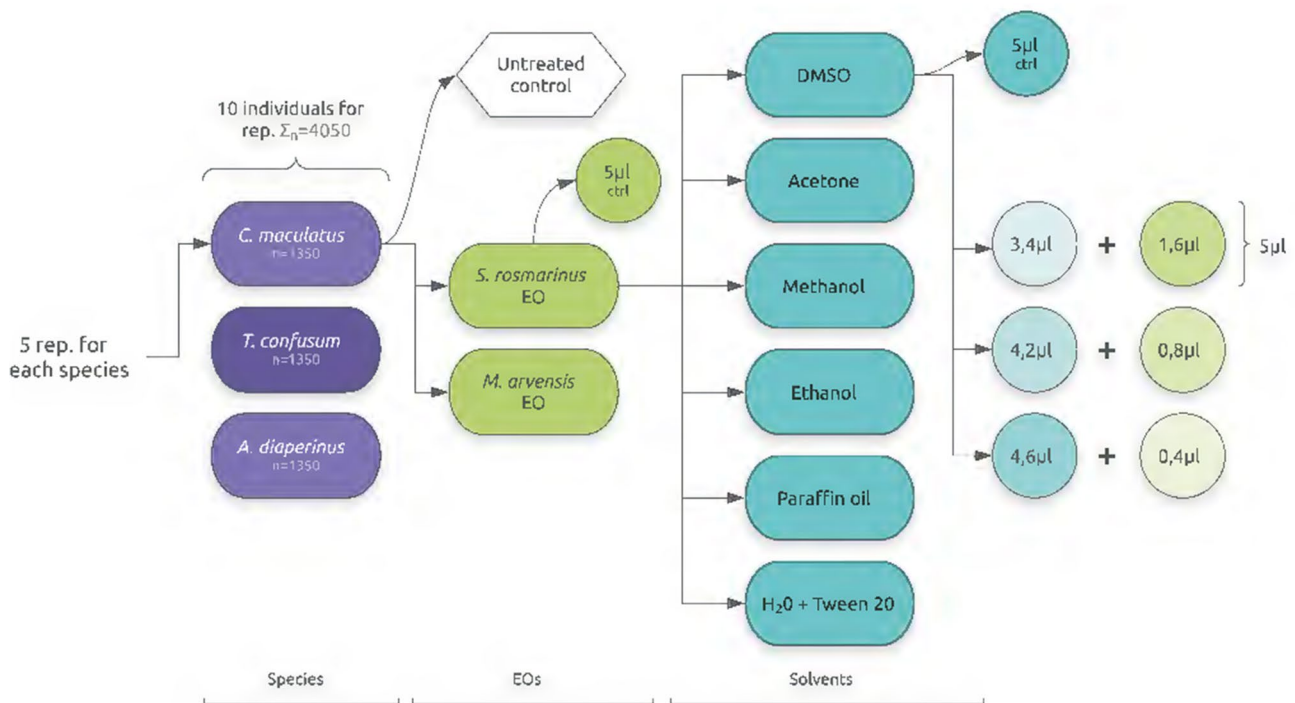 10 individuals for
rep. Σn=4050
5 rep. for
each species
C. maculatus
n=1350
T. confusum
n=1350
A. diaperinus
n=1350
Untreated
control
5µl
ctrl
S. rosmarinus
EO
M. arvensis
EO
DMSO
Acetone
Methanol
Ethanol
Paraffin oil
H₂0 + Tween 20
5µl
ctrl
3,4µl + 1,6µl
5µl
4,2µl + 0,8µl
4,6µl + 0,4µl
Species
EOs
Solvents